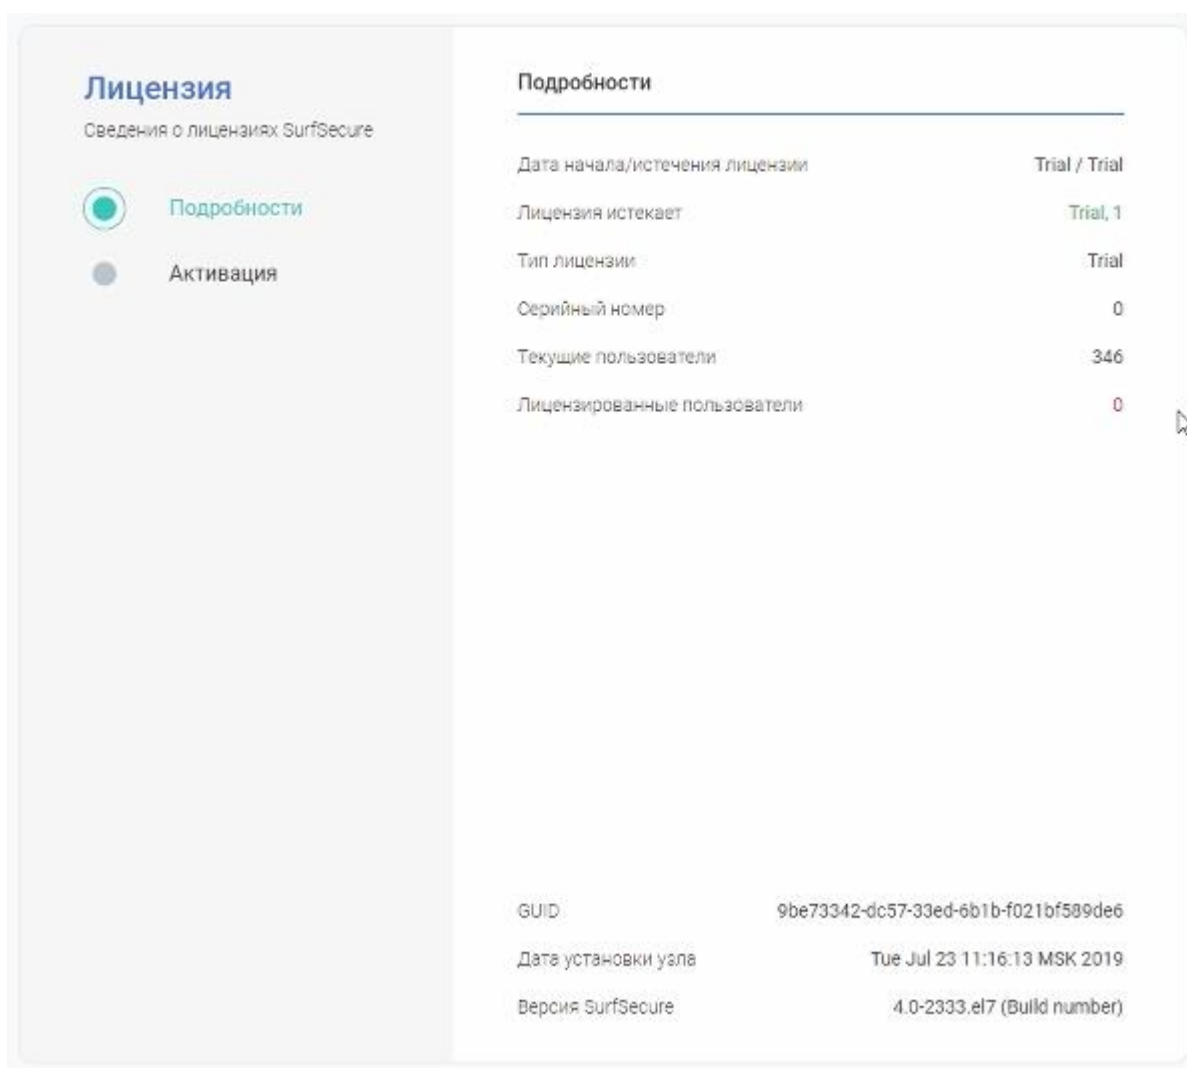 Лицензия
Сведения о лицензиях SurfSecure
Подробности
Активация
Подробности
Дата начала/истечения лицензии Trial / Trial
Лицензия истекает Trial, 1
Тип лицензии Trial
Серийный номер 0
Текущие пользователи 346
Лицензированные пользователи 0
GUID 9be73342-dc57-33ed-6b1b-f021bf589de6
Дата установки узла Tue Jul 23 11:16:13 MSK 2019
Версия SurfSecure 4.0-2333.el7 (Build number)